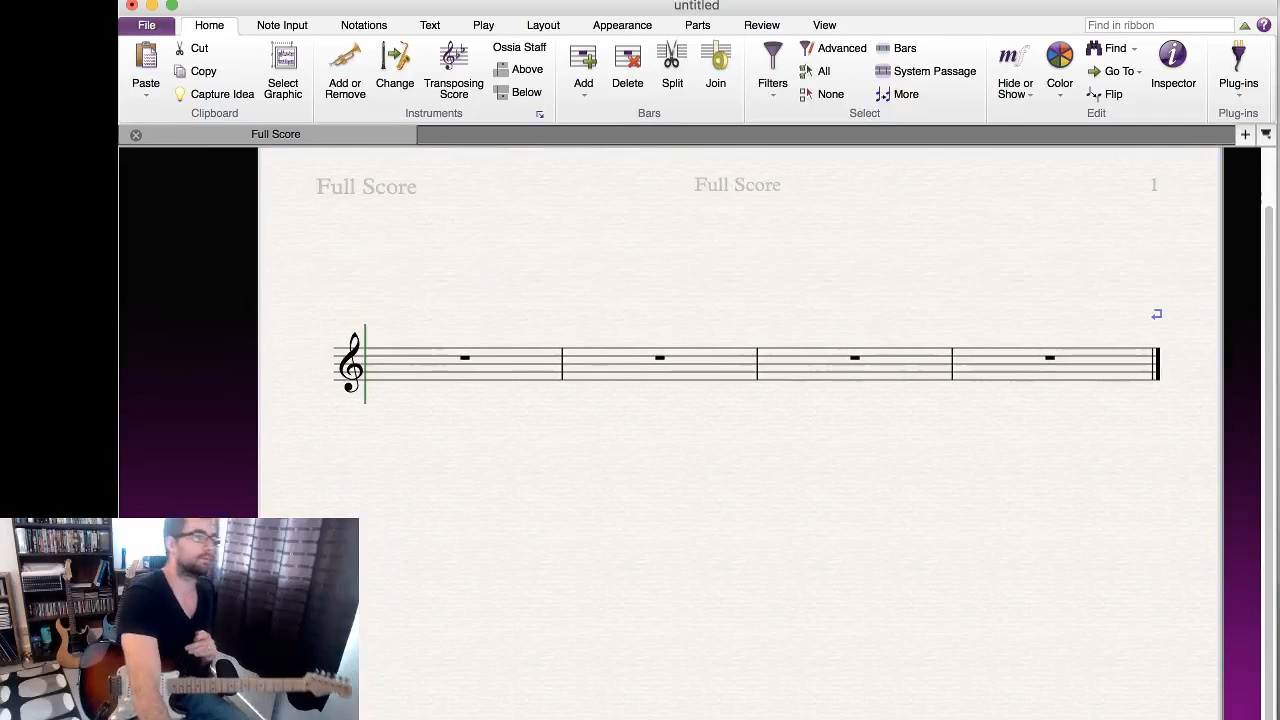 untitled
File Home Note Input Notations Text Play Layout Appearance Parts Review View Find in ribbon
Paste Cut Copy Capture Idea Select Graphic
Clipboard
Add or Remove Change Transposing Score Ossia Staff Above Below
Instruments
Add Delete Split Join
Bars
Filters Advanced All None Bars System Passage More
Select
Hide or Show Color Find Go To Flip Inspector
Edit
Plug-ins
Plug-ins
Full Score
Full Score Full Score 1